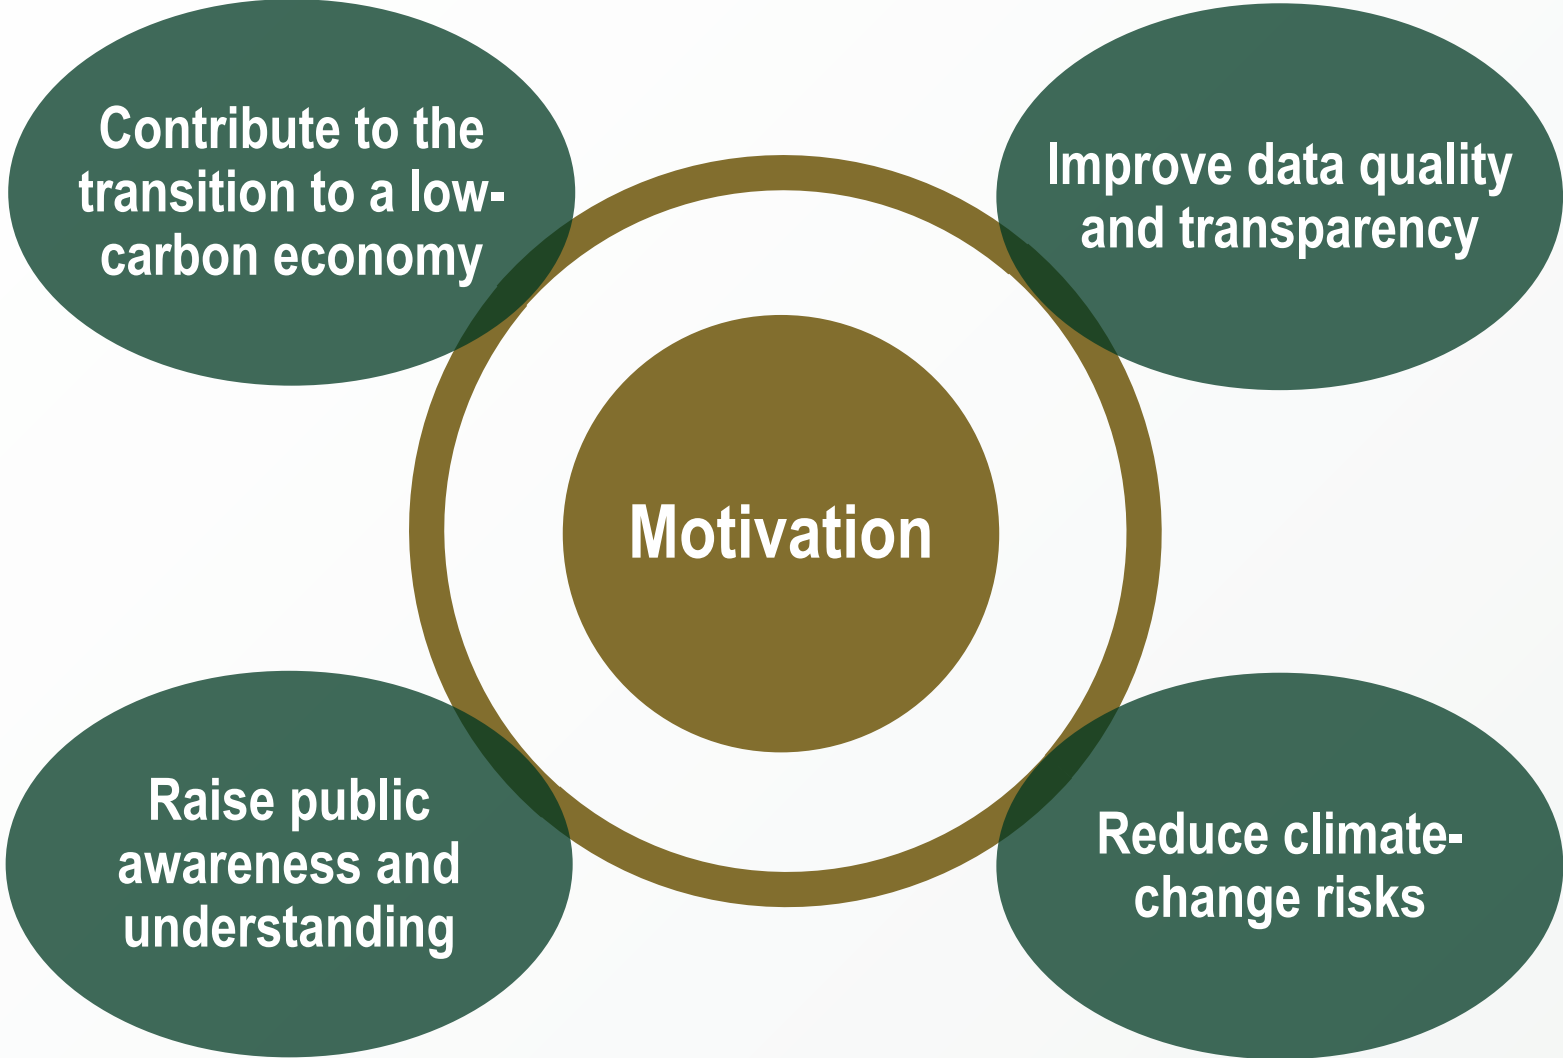 Contribute to the
transition to a low-
carbon economy
Improve data quality
and transparency
Motivation
Raise public
awareness and
understanding
Reduce climate-
change risks